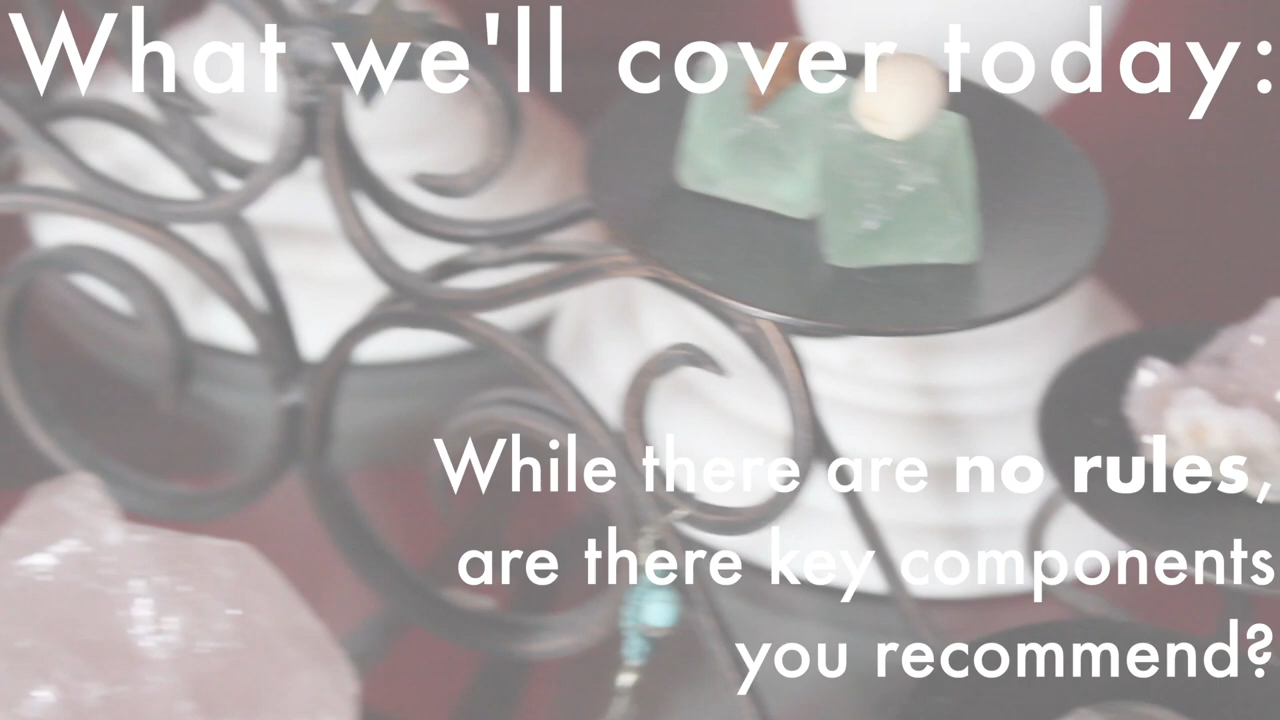 What we'll cover today:
While there are no rules,
are there key components
you recommend?